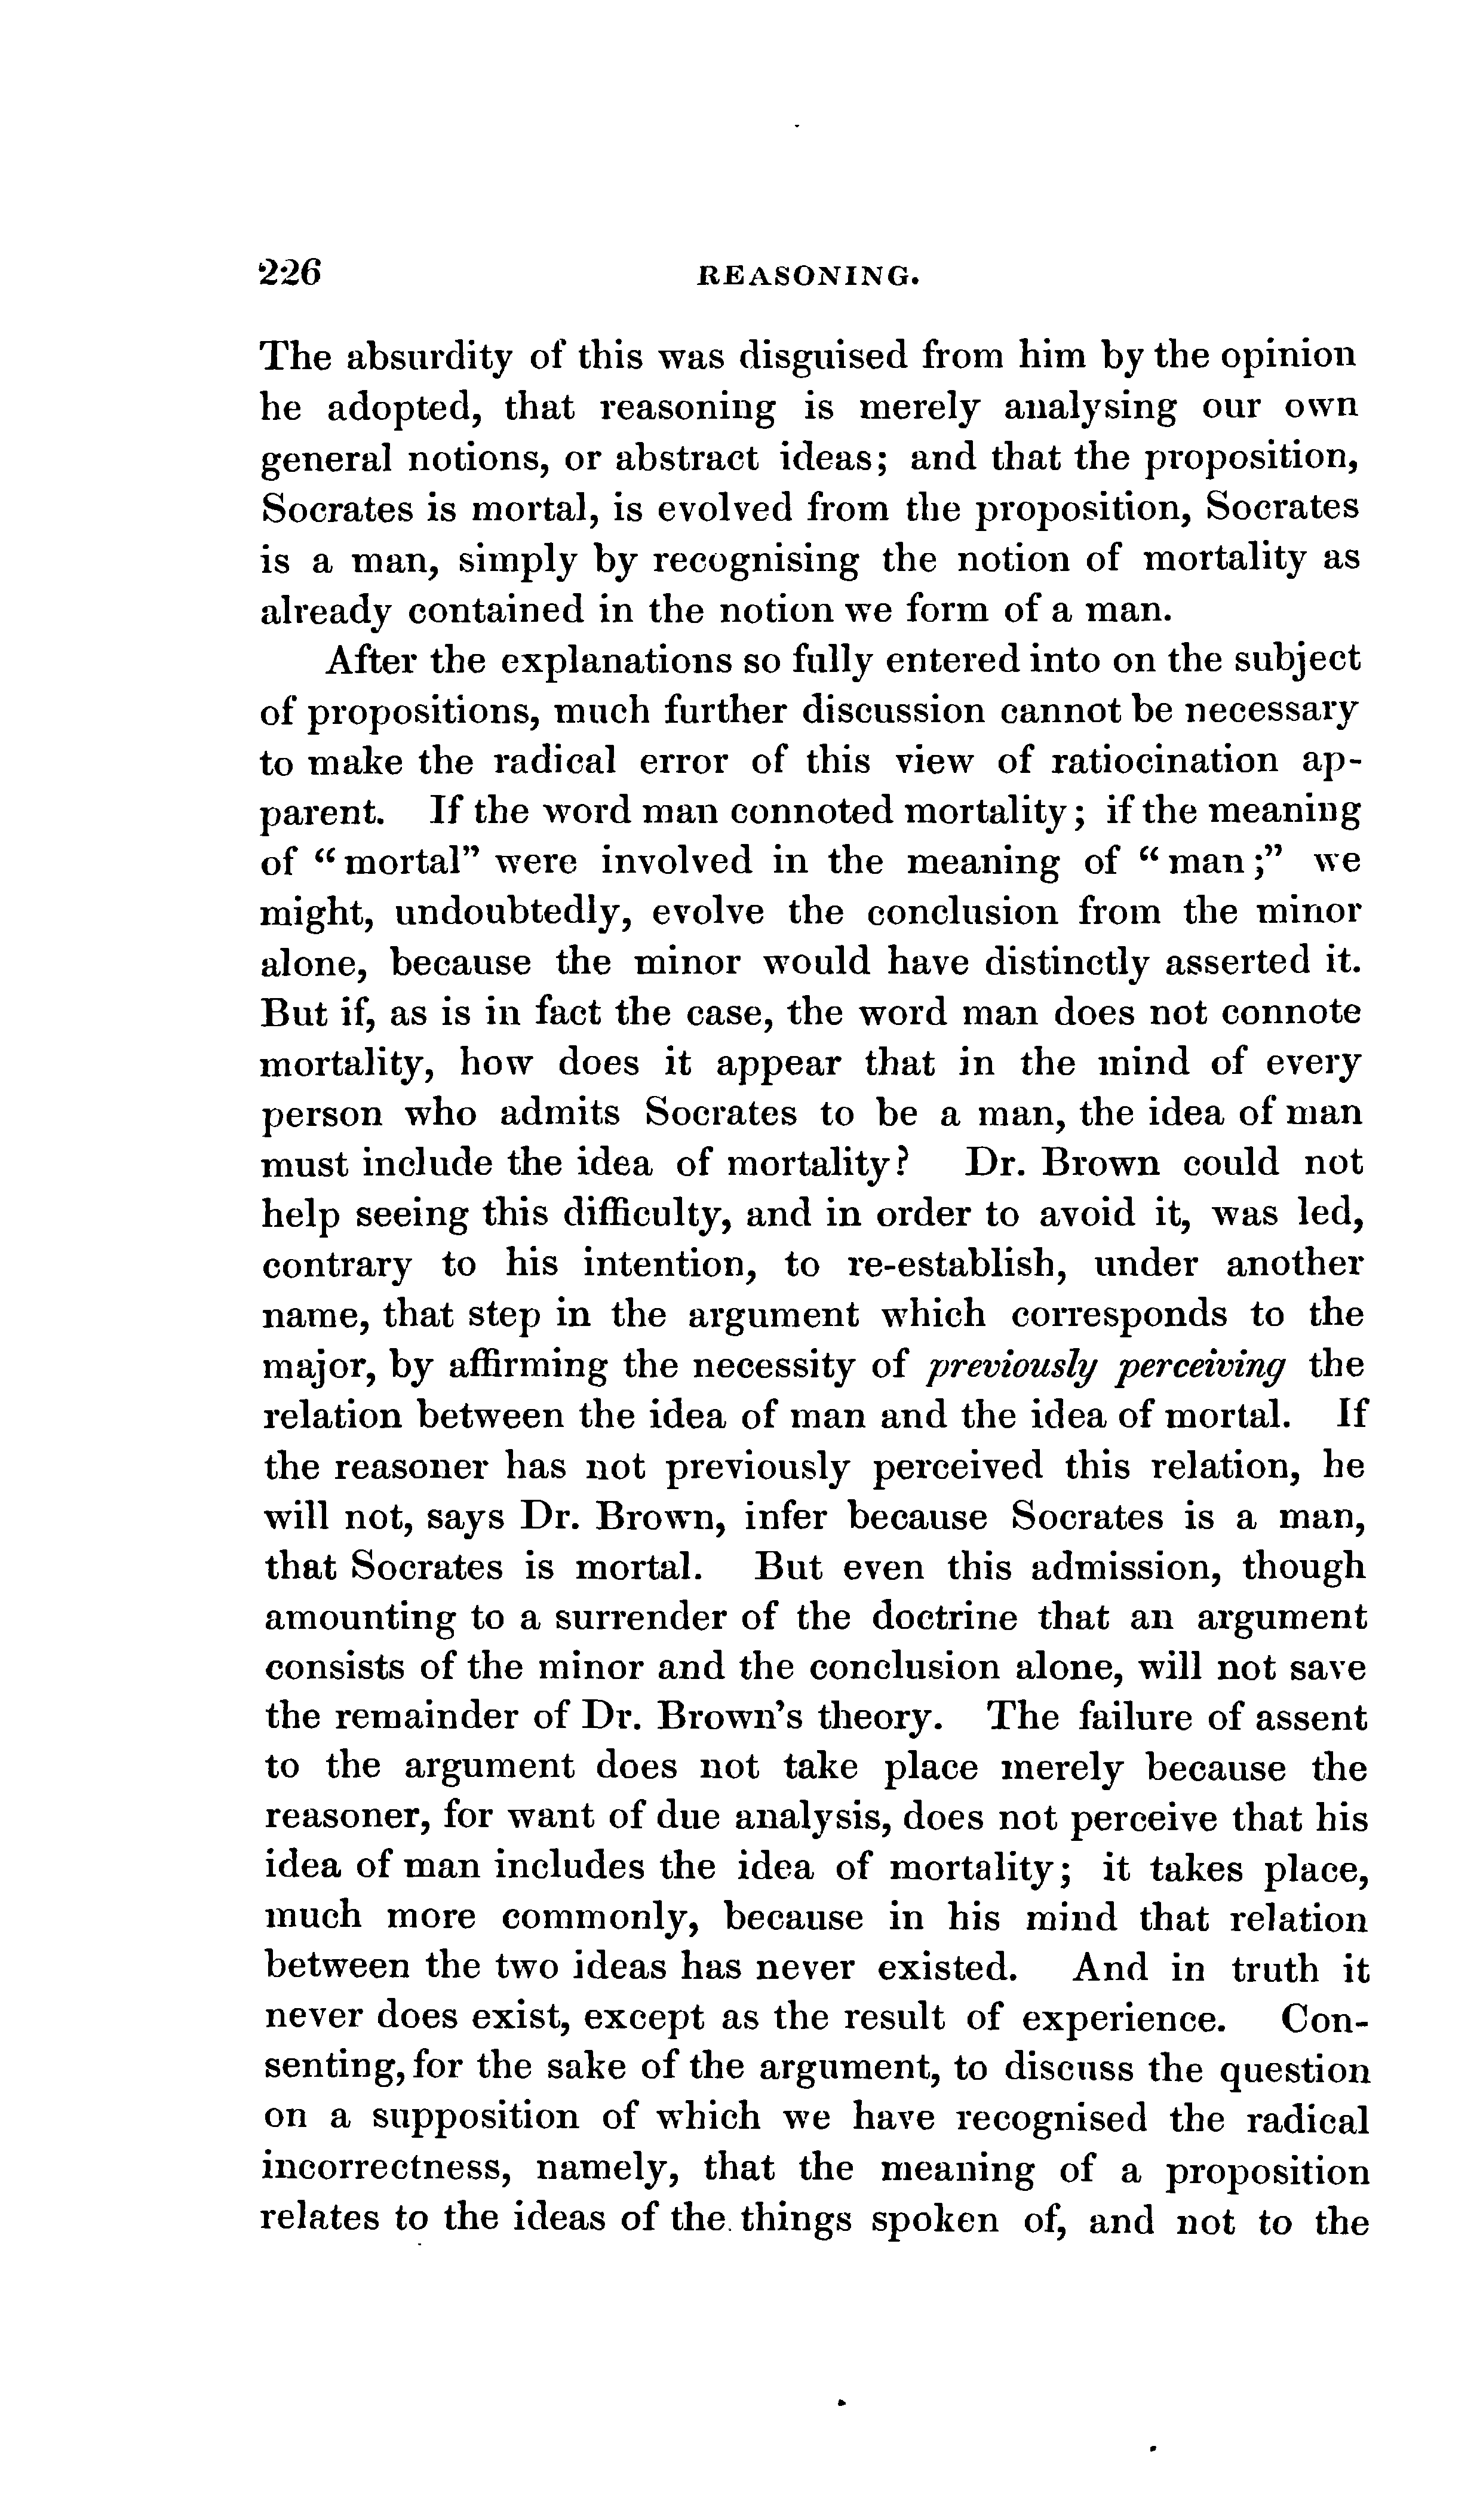 226 REASONING.
The absurdity of this was disguised from him by the opinion
he adopted, that reasoning is merely analysing our own
general notions, or abstract ideas; and that the proposition,
Socrates is mortal, is evolved from the proposition, Socrates
is a man, simply by recognising the notion of mortality as
already contained in the notion we form of a man.
After the explanations so fully entered into on the subject
of propositions, much further discussion cannot be necessary
to make the radical error of this view of ratiocination ap-
parent. If the word man connoted mortality; if the meaning
of “mortal” were involved in the meaning of “man;” we
might, undoubtedly, evolve the conclusion from the minor
alone, because the minor would have distinctly asserted it.
But if, as is in fact the case, the word man does not connote
mortality, how does it appear that in the mind of every
person who admits Socrates to be a man, the idea of man
must include the idea of mortality? Dr. Brown could not
help seeing this difficulty, and in order to avoid it, was led,
contrary to his intention, to re-establish, under another
name, that step in the argument which corresponds to the
major, by affirming the necessity of previously perceiving the
relation between the idea of man and the idea of mortal. If
the reasoner has not previously perceived this relation, he
will not, says Dr. Brown, infer because Socrates is a man,
that Socrates is mortal. But even this admission, though
amounting to a surrender of the doctrine that an argument
consists of the minor and the conclusion alone, will not save
the remainder of Dr. Brown's theory. The failure of assent
to the argument does not take place merely because the
reasoner, for want of due analysis, does not perceive that his
idea of man includes the idea of mortality; it takes place,
much more commonly, because in his mind that relation
between the two ideas has never existed. And in truth it
never does exist, except as the result of experience. Con-
senting, for the sake of the argument, to discuss the question
on a supposition of which we have recognised the radical
incorrectness, namely, that the meaning of a proposition
relates to the ideas of the things spoken of, and not to the